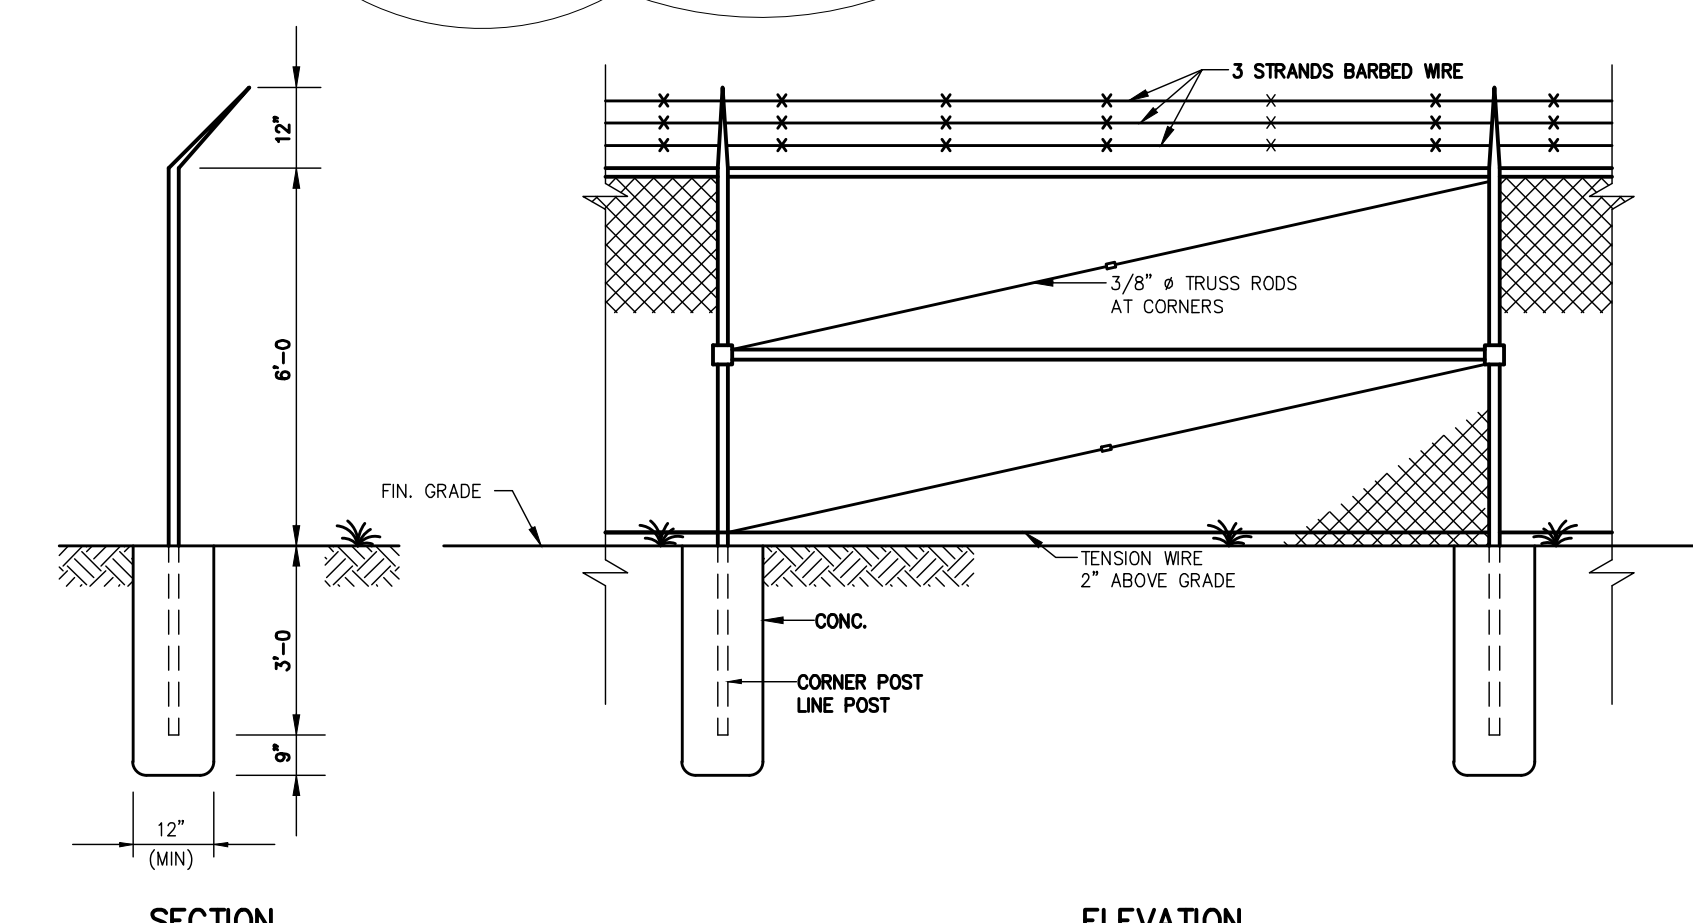 3 STRANDS BARBED WIRE
12"
3/8" ø TRUSS RODS
AT CORNERS
6'-0
FIN. GRADE
TENSION WIRE
2" ABOVE GRADE
CONC.
3'-0
CORNER POST
LINE POST
9"
12"
(MIN)
SECTION
ELEVATION